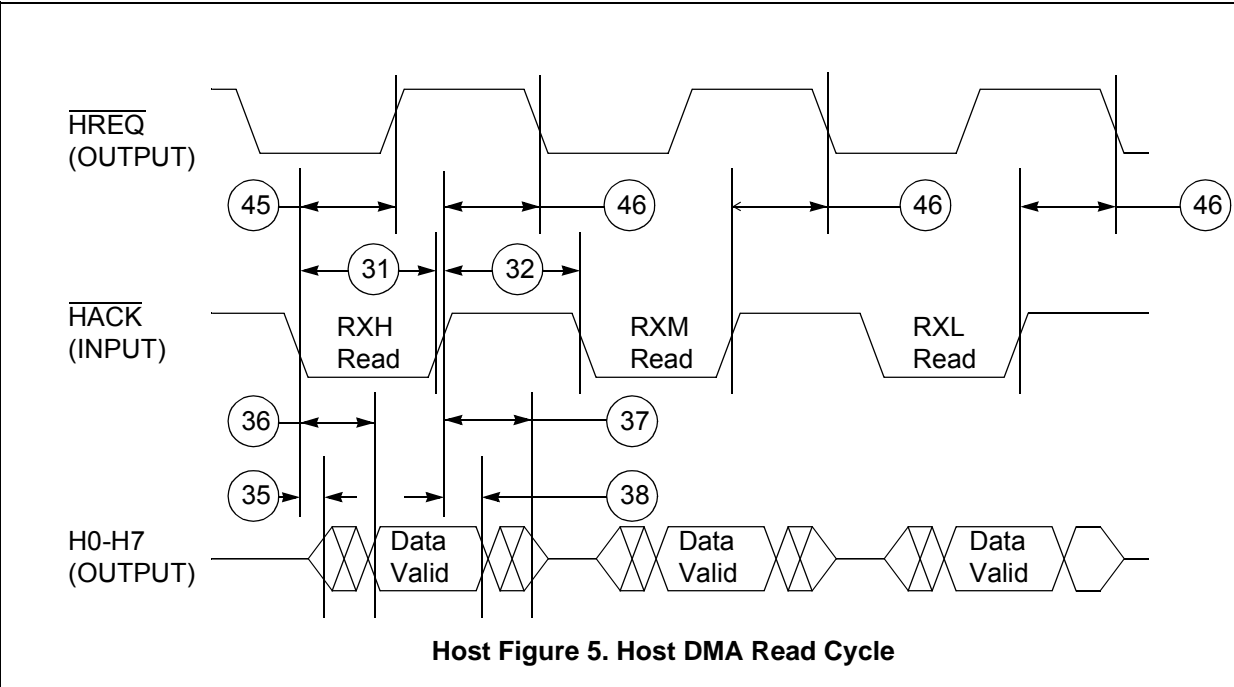 HREQ
(OUTPUT)
45
46
46
46
31
32
HACK
(INPUT)
RXH
Read
RXM
Read
RXL
Read
36
37
35
38
H0-H7
(OUTPUT)
Data
Valid
Data
Valid
Data
Valid
Host Figure 5. Host DMA Read Cycle